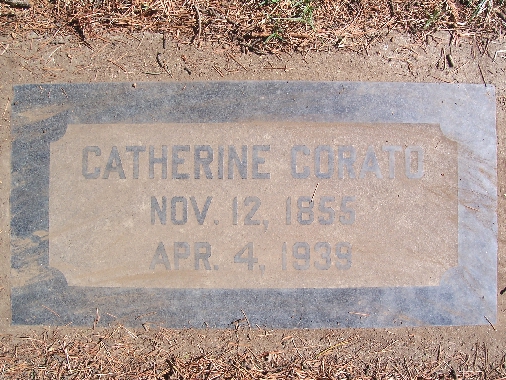 CATHERINE CORATO
NOV. 12, 1855
APR. 4, 1939